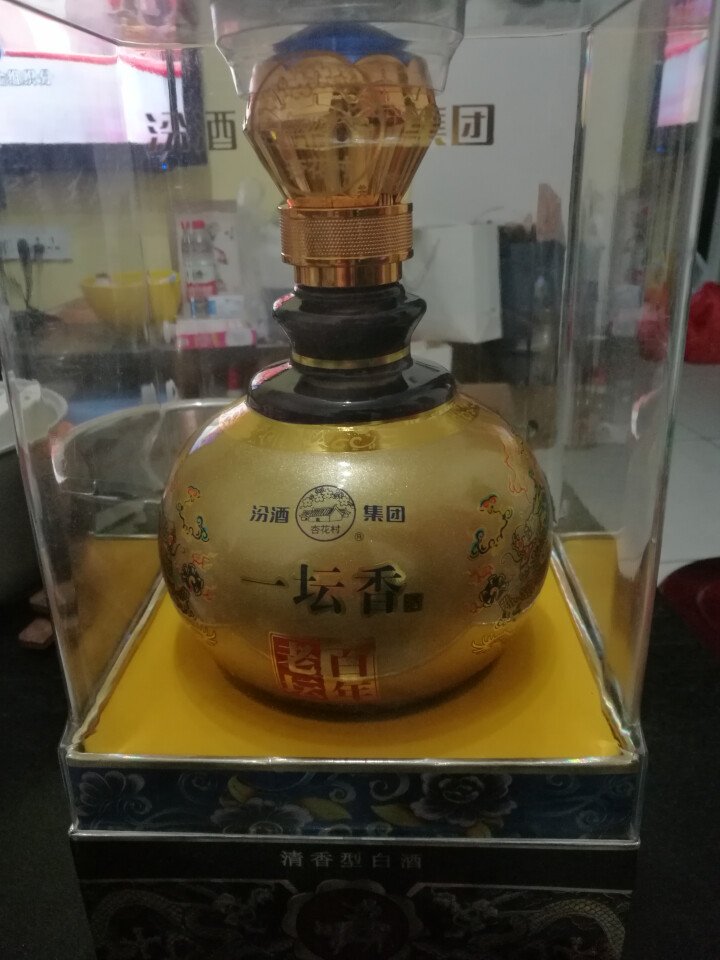 汾酒 集团
汾酒 杏花村 ® 集团
一坛香
百年
老窖
清香型白酒